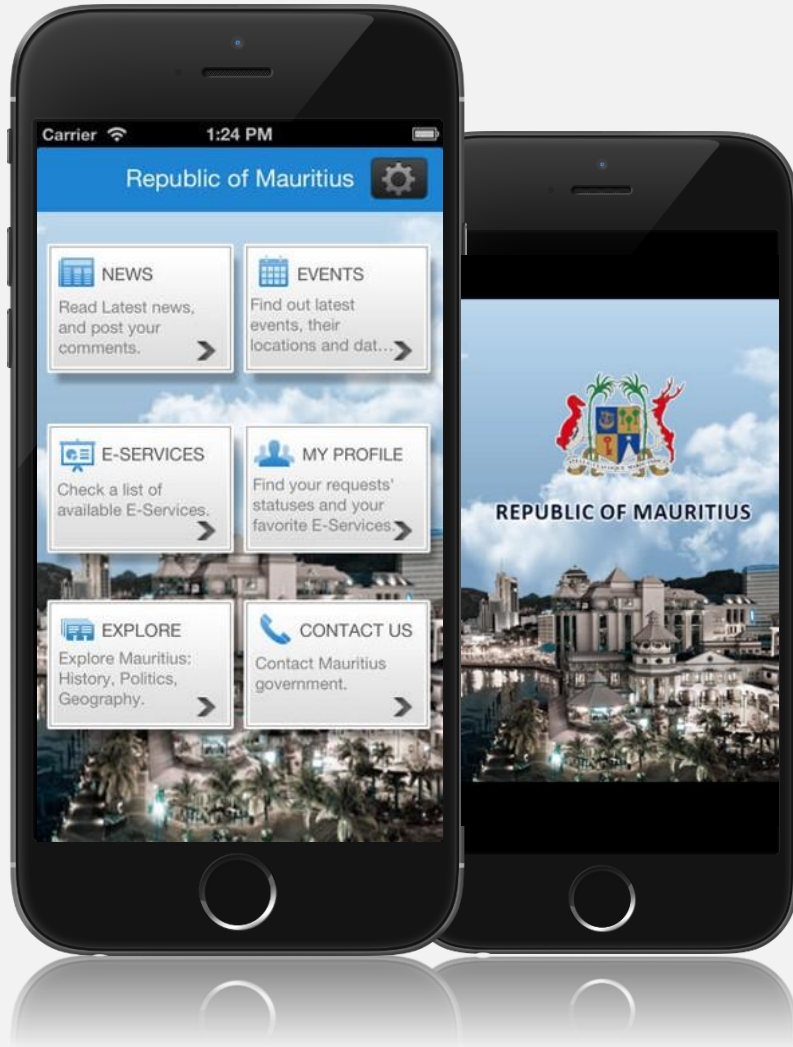 Carrier 1:24 PM
Republic of Mauritius
NEWS
Read Latest news,
and post your
comments.
EVENTS
Find out latest
events, their
locations and dat...
E-SERVICES
Check a list of
available E-Services.
MY PROFILE
Find your requests'
statuses and your
favorite E-Services.
EXPLORE
Explore Mauritius:
History, Politics,
Geography.
CONTACT US
Contact Mauritius
government.
REPUBLIC OF MAURITIUS